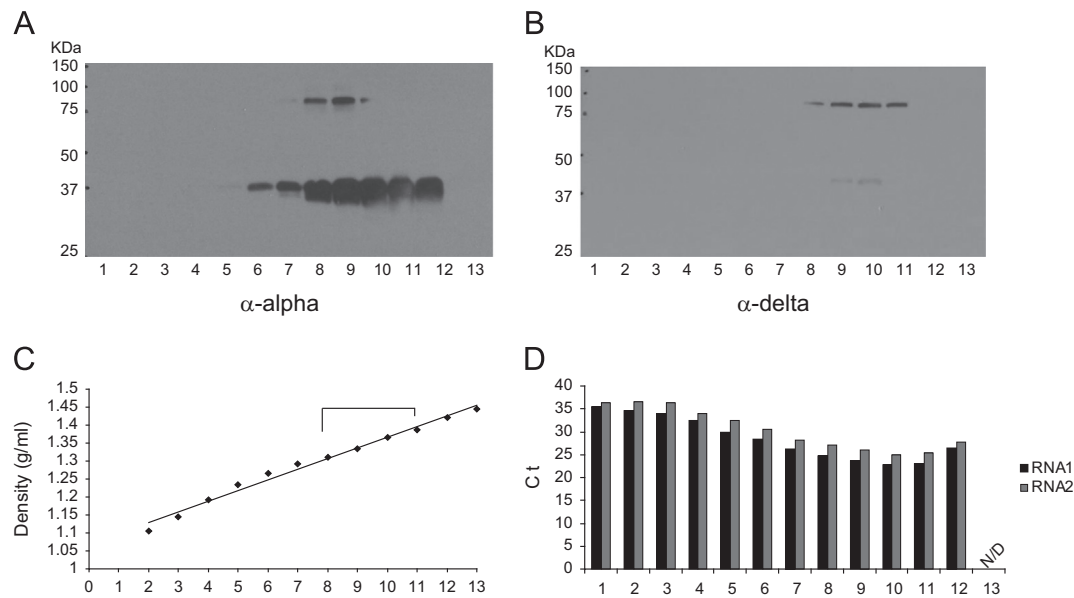 A
KDa
150
100
75
50
37
25
1 2 3 4 5 6 7 8 9 10 11 12 13
α-alpha
B
KDa
150
100
75
50
37
25
1 2 3 4 5 6 7 8 9 10 11 12 13
α-delta
C
Density (g/ml)
1.5
1.45
1.4
1.35
1.3
1.25
1.2
1.15
1.1
1.05
1
0 1 2 3 4 5 6 7 8 9 10 11 12 13
D
Ct
40
35
30
25
20
15
10
5
0
N/D
1 2 3 4 5 6 7 8 9 10 11 12 13
RNA1
RNA2